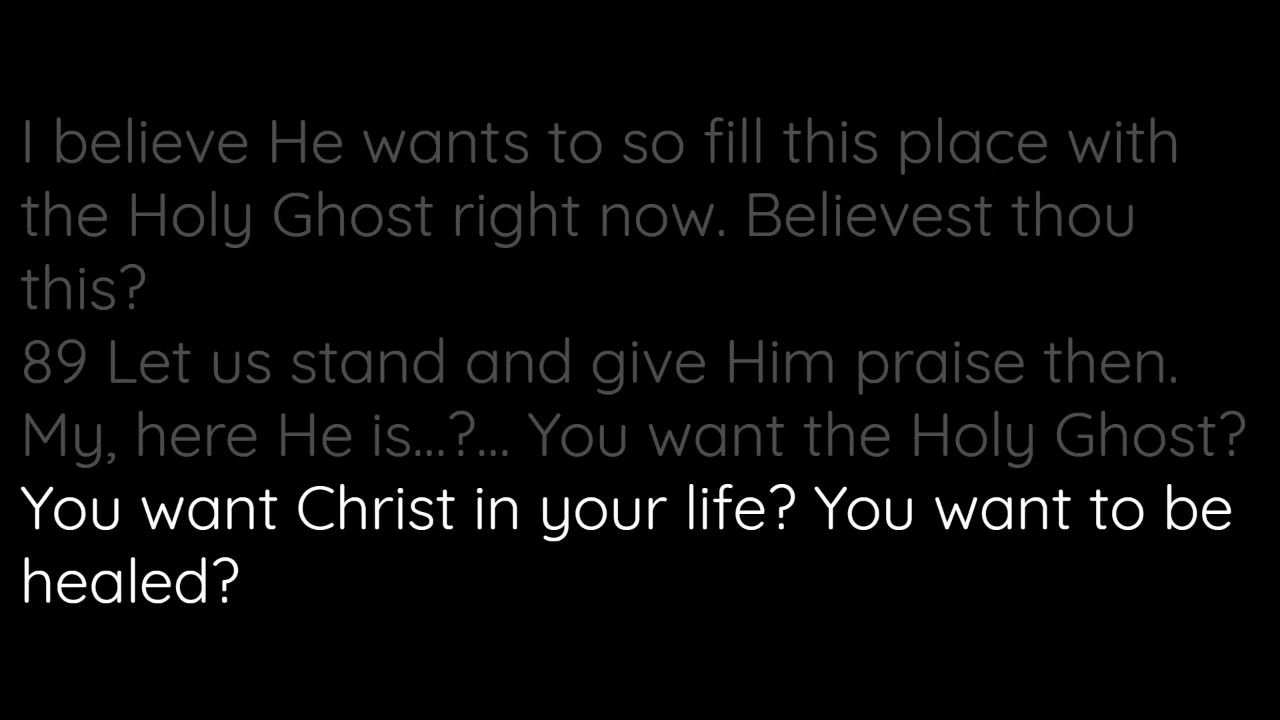 I believe He wants to so fill this place with
the Holy Ghost right now. Believest thou
this?
89 Let us stand and give Him praise then.
My, here He is...?... You want the Holy Ghost?
You want Christ in your life? You want to be
healed?